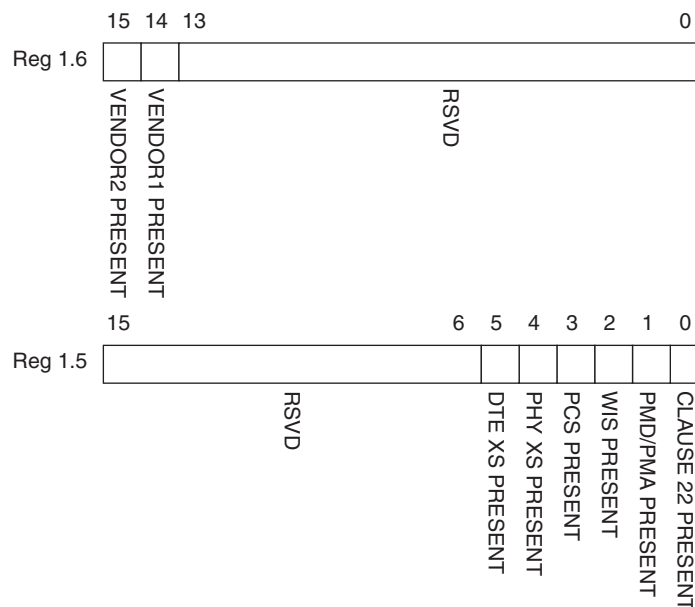 15 14 13 0
Reg 1.6
VENDOR2 PRESENT
VENDOR1 PRESENT
RSVD
15 6 5 4 3 2 1 0
Reg 1.5
RSVD
DTE XS PRESENT
PHY XS PRESENT
PCS PRESENT
WIS PRESENT
PMD/PMA PRESENT
CLAUSE 22 PRESENT